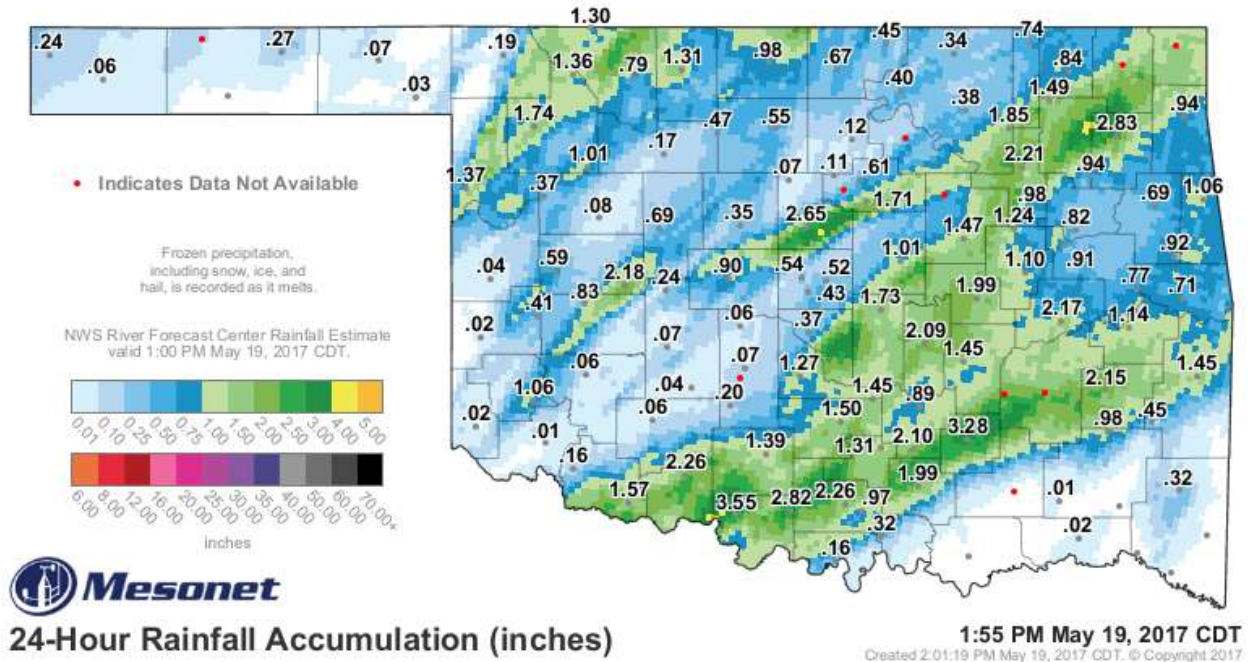 1.30
.24 .27 .07 .19 1.36 .79 1.31 .98 .67 .45 .34 .74
.06 .03 .40 .84
1.74 .47 .55 .38 1.49 .94
.17 .12 1.85 2.83
1.01 .07 .11 .61 2.21 .94
• Indicates Data Not Available
1.37 .37 1.71 .98 .69 1.06
.08 .69 .35 2.65 1.47 1.24 .82
Frozen precipitation,
including snow, ice, and
hail, is recorded as it melts.
.04 .59 2.18 .24 .90 .54 .52 1.01 1.10 .91 .92
.41 .83 .43 1.73 1.99 .77 .71
.02 .06 .37 2.17 1.14
NWS River Forecast Center Rainfall Estimate
valid 1:00 PM May 19, 2017 CDT.
.07 2.09
.06 .07 1.27 1.45 1.45
1.06 .04 .20 1.45 .89 2.15
0.01 0.10 0.25 0.50 0.75 1.00 1.50 2.00 2.50 3.00 4.00 5.00
.02 .06 1.50 .98 .45
.01 1.39 1.31 2.10 3.28
.16 2.26 1.99
1.57 3.55 2.82 2.26 .97 .01 .32
6.00 8.00 12.00 16.00 20.00 25.00 30.00 35.00 40.00 50.00 60.00 70.00+
.32 .02
inches
.16
Mesonet
24-Hour Rainfall Accumulation (inches)
1:55 PM May 19, 2017 CDT
Created 2:01:19 PM May 19, 2017 CDT. © Copyright 2017